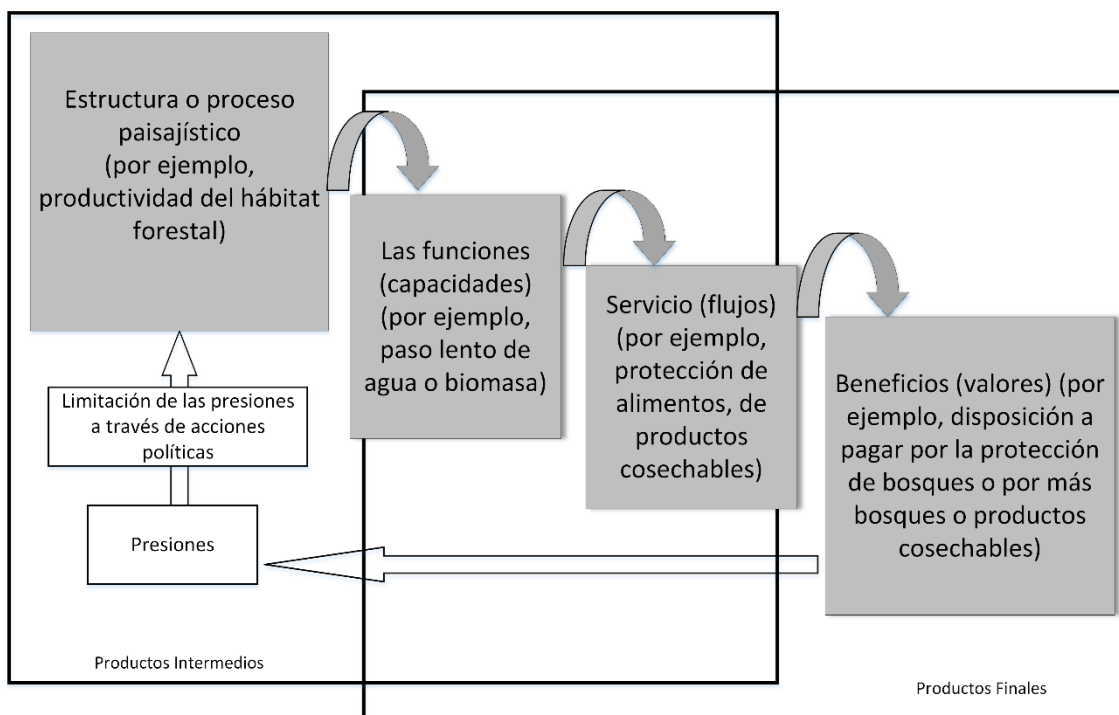 Estructura o proceso
paisajístico
(por ejemplo,
productividad del hábitat
forestal)
Las funciones
(capacidades)
(por ejemplo,
paso lento de
agua o biomasa)
Servicio (flujos)
(por ejemplo,
protección de
alimentos, de
productos
cosechables)
Beneficios (valores) (por
ejemplo, disposición a
pagar por la protección
de bosques o por más
bosques o productos
cosechables)
Limitación de las presiones
a través de acciones
políticas
Presiones
Productos Intermedios
Productos Finales